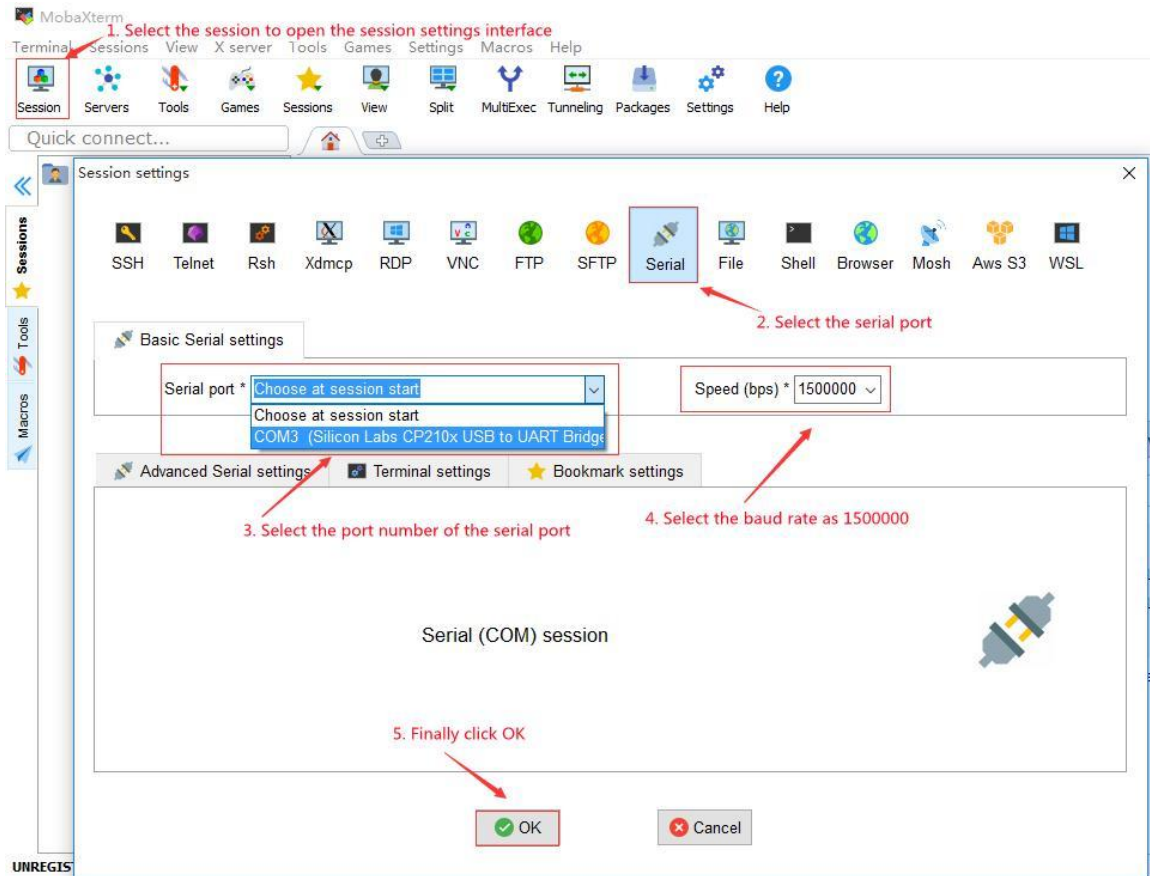 MobaXterm
1. Select the session to open the session settings interface
Terminal Sessions View X server Tools Games Settings Macros Help
Session Servers Tools Games Sessions View Split MultiExec Tunneling Packages Settings Help
Quick connect...
Session settings
Sessions
Tools
Macros
SSH Telnet Rsh Xdmcp RDP VNC FTP SFTP Serial File Shell Browser Mosh Aws S3 WSL
2. Select the serial port
Basic Serial settings
Serial port * Choose at session start
Speed (bps) * 1500000
Choose at session start
COM3 (Silicon Labs CP210x USB to UART Bridge
Advanced Serial settings Terminal settings Bookmark settings
3. Select the port number of the serial port
4. Select the baud rate as 1500000
Serial (COM) session
5. Finally click OK
OK Cancel
UNREGIS